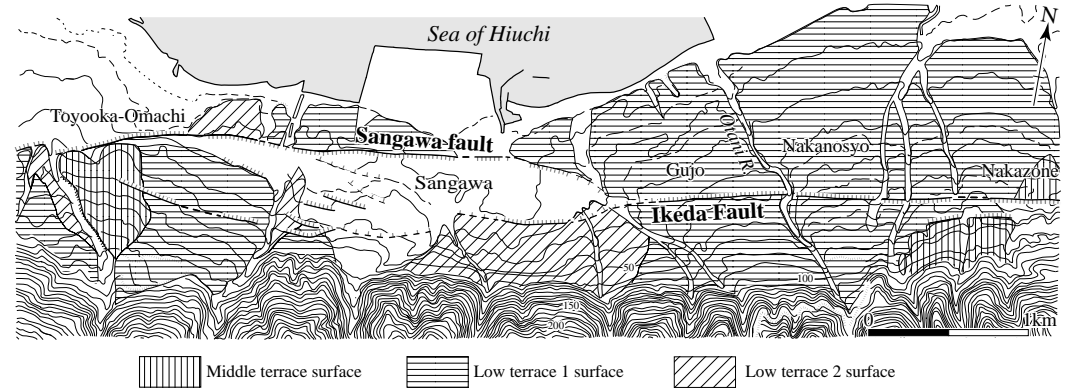 Sea of Hiuchi
N
Toyooka-Omachi
Sangawa fault
Otani R.
Nakanosyo
Sangawa
Gujo
Nakazone
Ikeda Fault
50
100
150
200
0 1km
Middle terrace surface
Low terrace 1 surface
Low terrace 2 surface